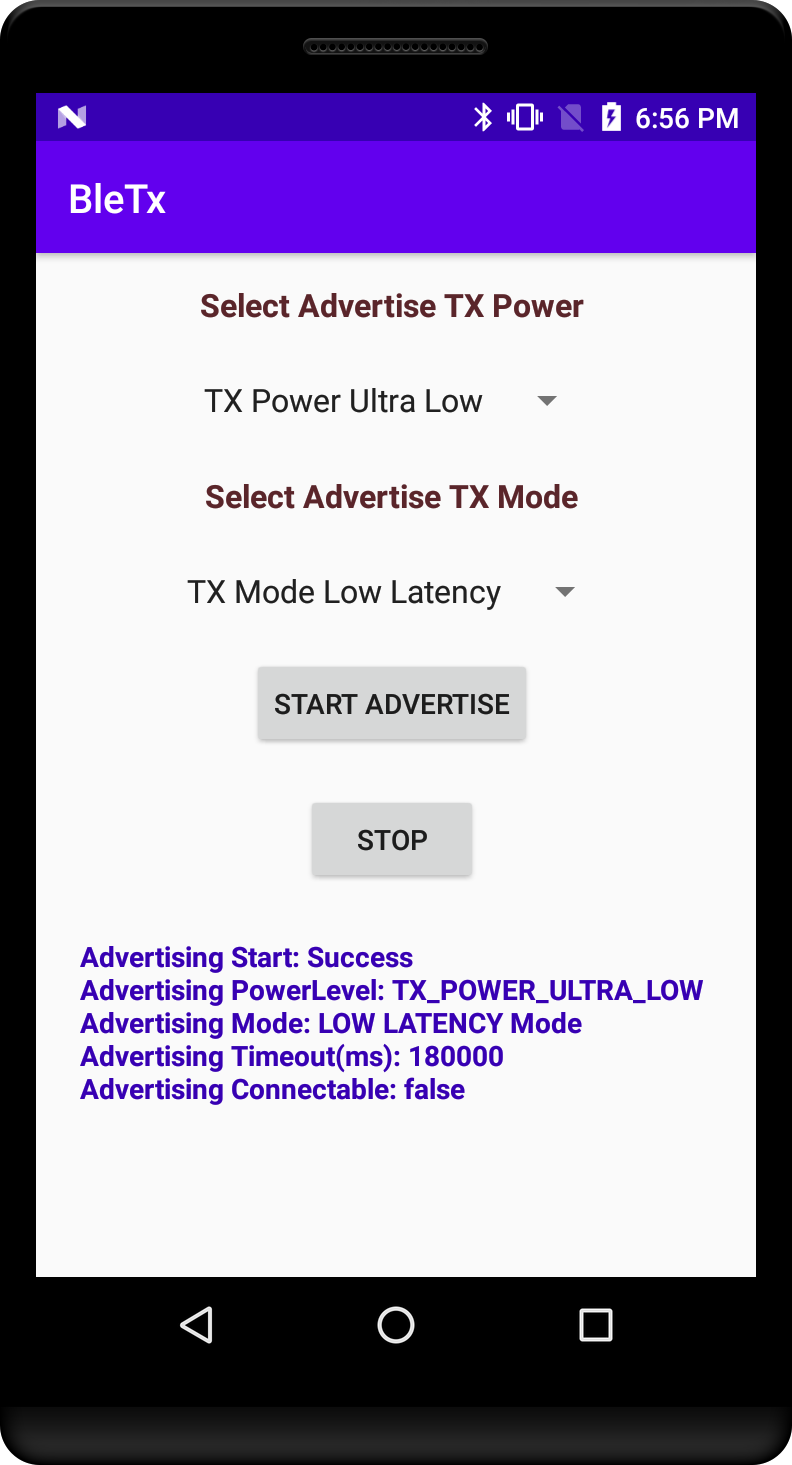 6:56 PM
BleTx
Select Advertise TX Power
TX Power Ultra Low
Select Advertise TX Mode
TX Mode Low Latency
START ADVERTISE
STOP
Advertising Start: Success
Advertising PowerLevel: TX_POWER_ULTRA_LOW
Advertising Mode: LOW LATENCY Mode
Advertising Timeout(ms): 180000
Advertising Connectable: false